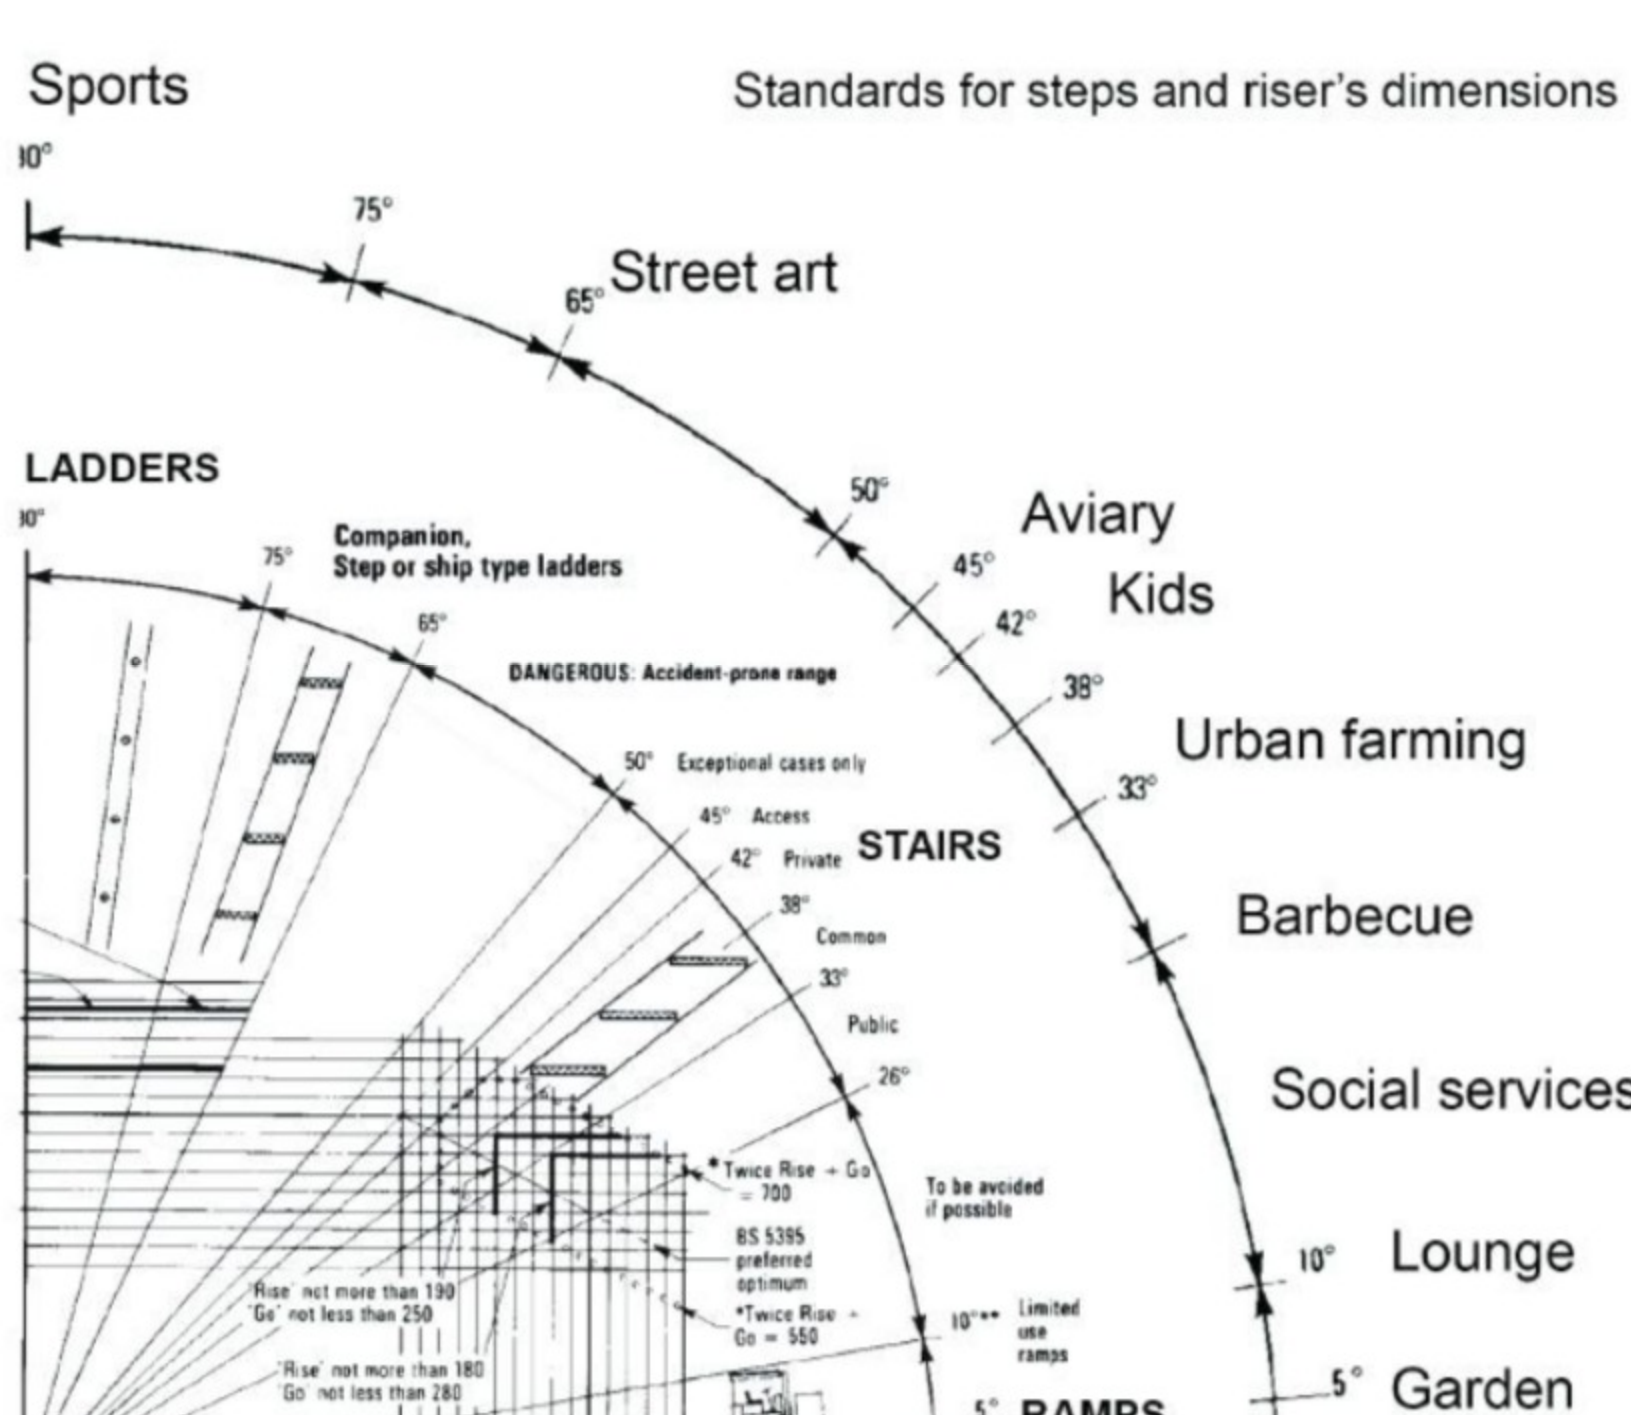 Sports
Standards for steps and riser's dimensions
90°
75°
Street art
65°
LADDERS
50°
Aviary
90°
Companion,
Step or ship type ladders
75°
45°
Kids
65°
42°
DANGEROUS: Accident-prone range
38°
Urban farming
50° Exceptional cases only
33°
45° Access
STAIRS
42° Private
38°
Barbecue
Common
33°
Public
26°
Social services
*Twice Rise + Go
= 700
To be avoided
if possible
BS 5395
preferred
optimum
10° Lounge
'Rise' not more than 190
'Go' not less than 250
*Twice Rise +
Go = 550
10°** Limited
use
ramps
'Rise' not more than 180
'Go' not less than 280
5° Garden
5° RAMPS